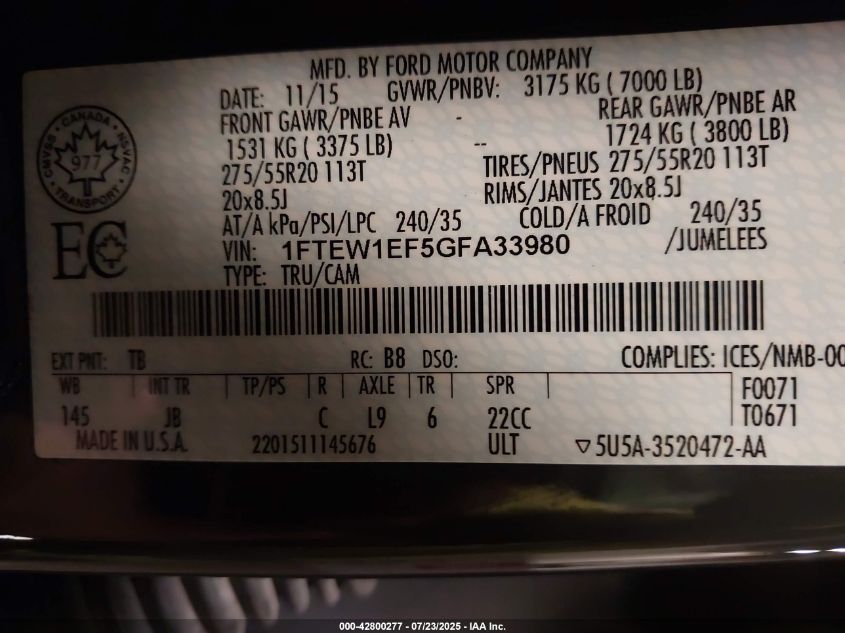 MFD. BY FORD MOTOR COMPANY
DATE: 11/15 GVWR/PNBV: 3175 KG ( 7000 LB)
FRONT GAWR/PNBE AV - REAR GAWR/PNBE AR
1531 KG ( 3375 LB) -- 1724 KG ( 3800 LB)
275/55R20 113T TIRES/PNEUS 275/55R20 113T
20x8.5J RIMS/JANTES 20x8.5J
AT/A kPa/PSI/LPC 240/35 COLD/A FROID 240/35
VIN: 1FTEW1EF5GFA33980 /JUMELEES
TYPE: TRU/CAM
CANADA
CMVSS NSVAC
977
TRANSPORT
EC
EXT PNT: TB RC: B8 DSO: COMPLIES: ICES/NMB-00
WB INT TR TP/PS R AXLE TR SPR F0071
145 JB C L9 6 22CC T0671
MADE IN U.S.A. 2201511145676 ULT ▽5U5A-3520472-AA
000-42800277 - 07/23/2025 - IAA Inc.